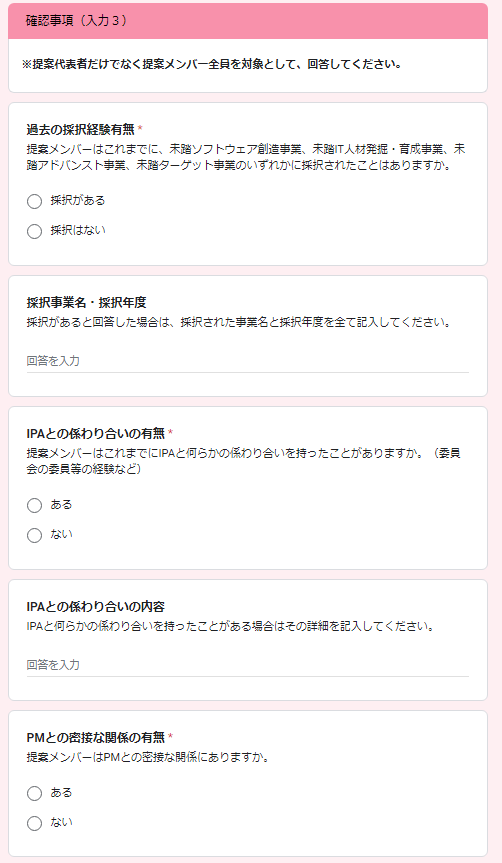 確認事項（入力３）
※提案代表者だけでなく提案メンバー全員を対象として、回答してください。
過去の採択経験有無 *
提案メンバーはこれまでに、未踏ソフトウェア創造事業、未踏IT人材発掘・育成事業、未
踏アドバンスト事業、未踏ターゲット事業のいずれかに採択されたことはありますか。
採択がある
採択はない
採択事業名・採択年度
採択があると回答した場合は、採択された事業名と採択年度を全て記入してください。
回答を入力
IPAとの係わり合いの有無 *
提案メンバーはこれまでにIPAと何らかの係わり合いを持ったことがありますか。（委員
会の委員等の経験など）
ある
ない
IPAとの係わり合いの内容
IPAと何らかの係わり合いを持ったことがある場合はその詳細を記入してください。
回答を入力
PMとの密接な関係の有無 *
提案メンバーはPMとの密接な関係にありますか。
ある
ない